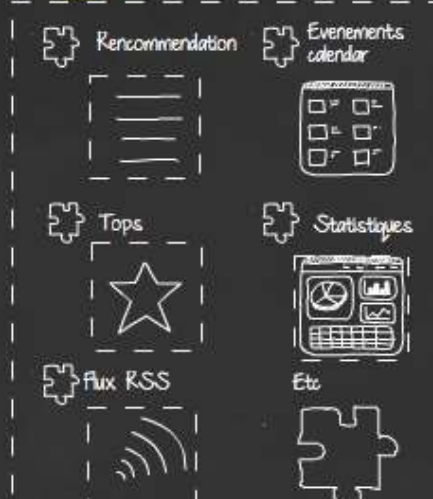 Rencommendation
Evenements
calendar
Tops
Statistiques
Flux RSS
Etc